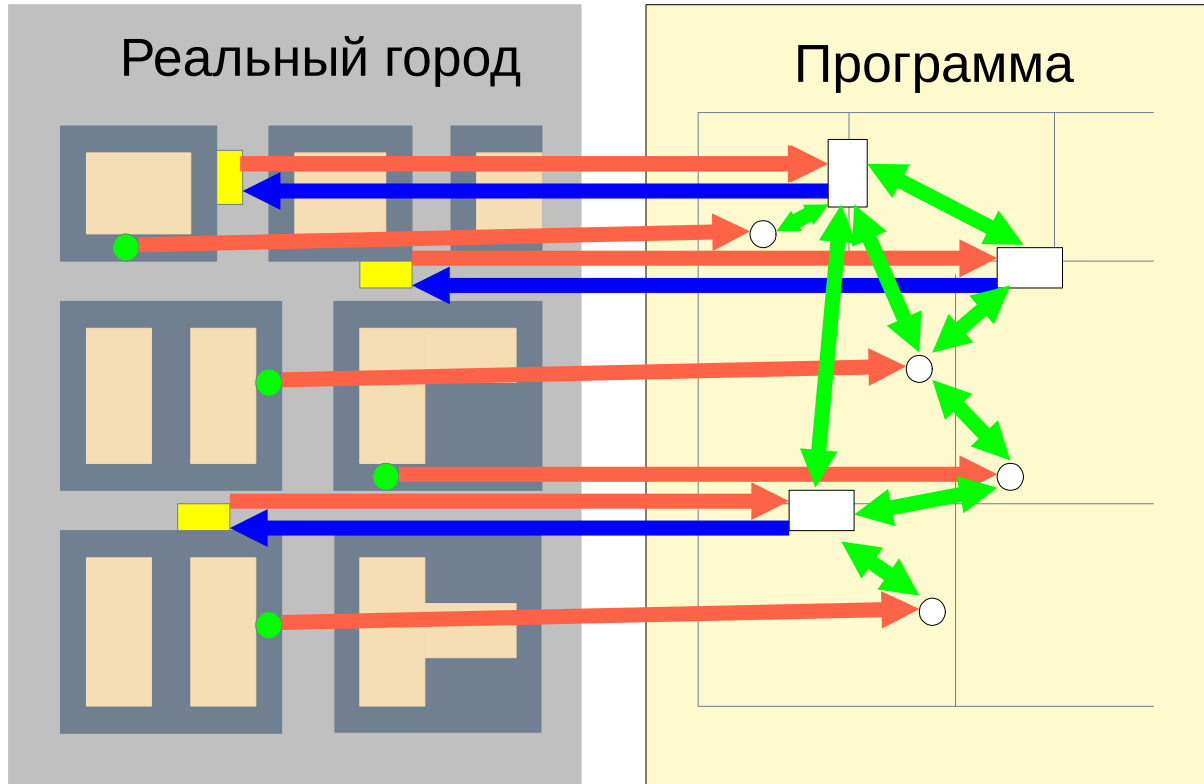 Реальный город
Программа